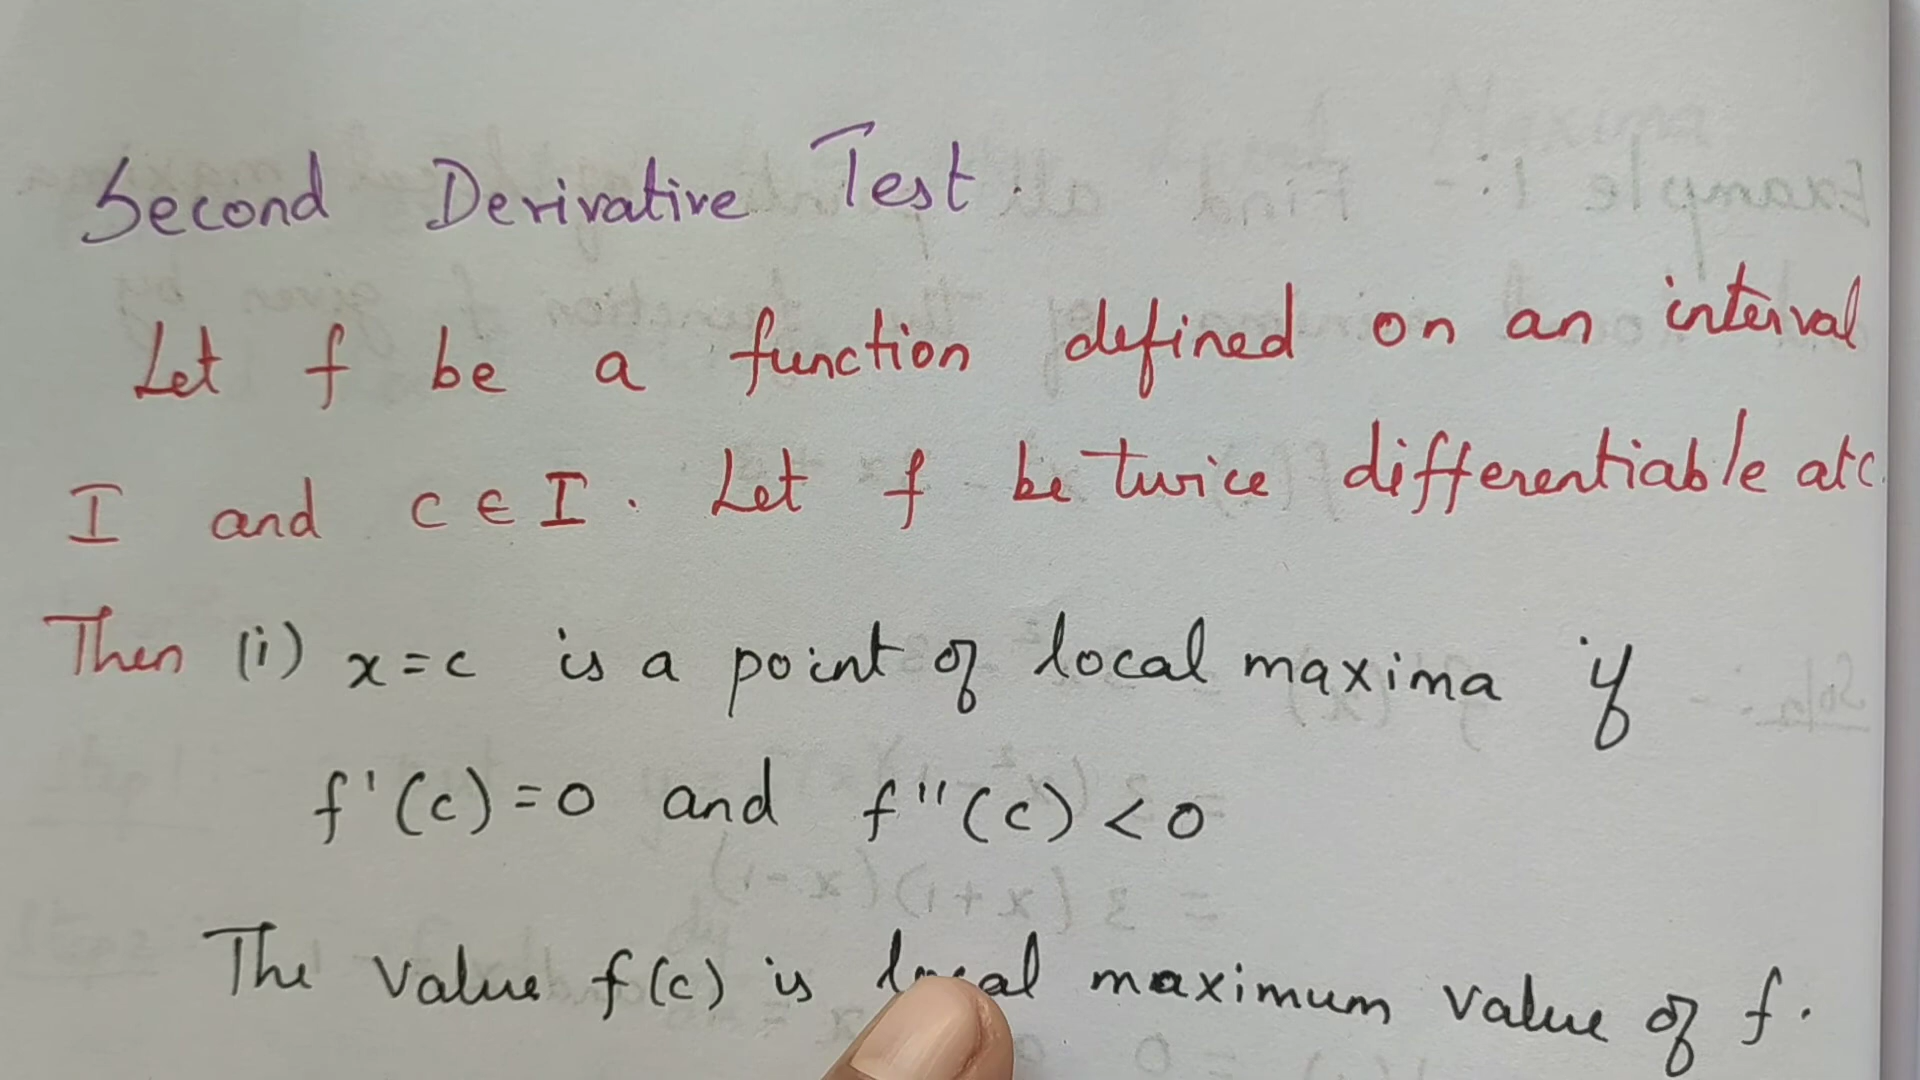 Second Derivative Test.
Let f be a function defined on an interval
I and c ∈ I. Let f be twice differentiable at c.
Then (i) x = c is a point of local maxima if
f'(c) = 0 and f''(c) < 0
The value f(c) is local maximum value of f.